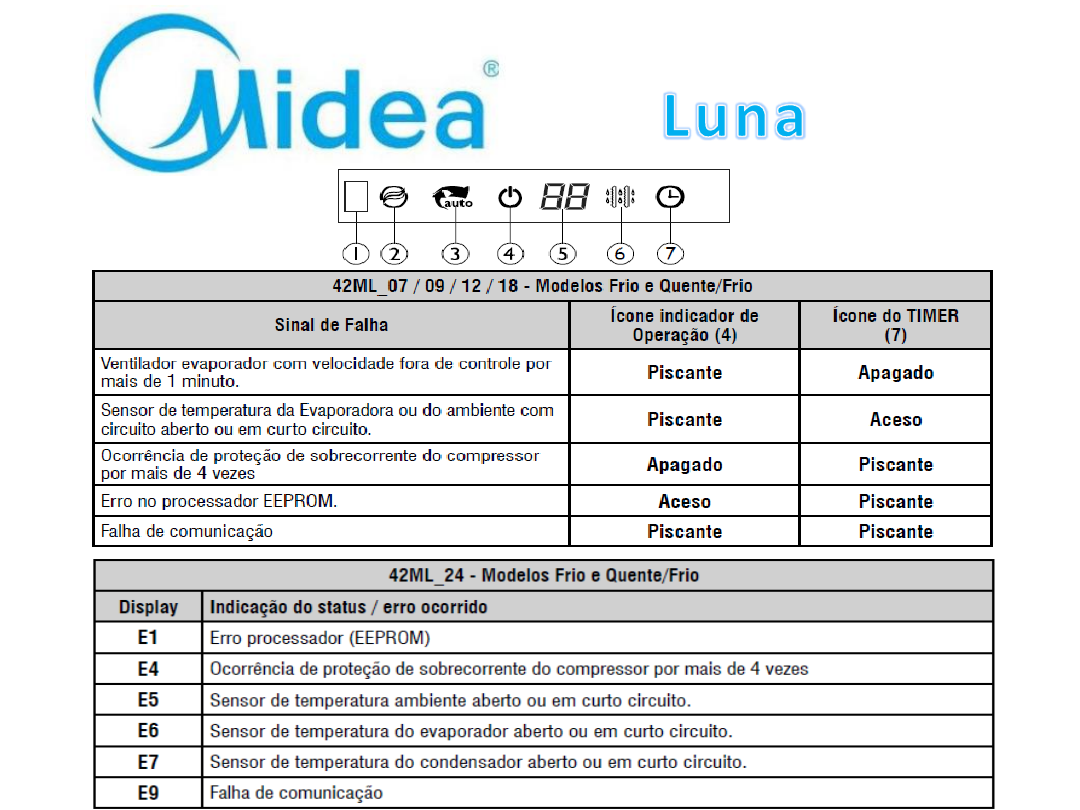 Midea®
Luna
auto
88
1 2 3 4 5 6 7
42ML_07 / 09 / 12 / 18 - Modelos Frio e Quente/Frio
Sinal de Falha
Ícone indicador de
Operação (4)
Ícone do TIMER
(7)
Ventilador evaporador com velocidade fora de controle por
mais de 1 minuto.
Piscante
Apagado
Sensor de temperatura da Evaporadora ou do ambiente com
circuito aberto ou em curto circuito.
Piscante
Aceso
Ocorrência de proteção de sobrecorrente do compressor
por mais de 4 vezes
Apagado
Piscante
Erro no processador EEPROM.
Aceso
Piscante
Falha de comunicação
Piscante
Piscante
42ML_24 - Modelos Frio e Quente/Frio
Display
Indicação do status / erro ocorrido
E1
Erro processador (EEPROM)
E4
Ocorrência de proteção de sobrecorrente do compressor por mais de 4 vezes
E5
Sensor de temperatura ambiente aberto ou em curto circuito.
E6
Sensor de temperatura do evaporador aberto ou em curto circuito.
E7
Sensor de temperatura do condensador aberto ou em curto circuito.
E9
Falha de comunicação